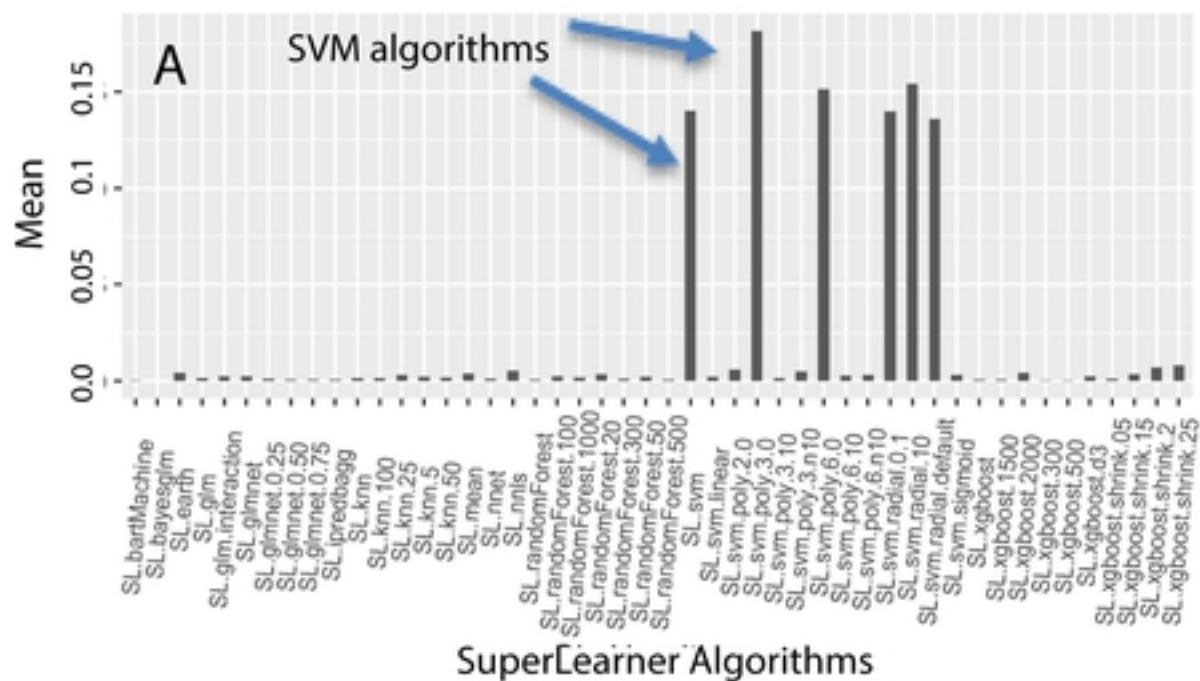 A
SVM algorithms
Mean
0.15
0.1
0.05
0.0
SL.bartMachine
SL.bayesglm
SL.earth
SL.glm
SL.glm.interaction
SL.glmnet
SL.glmnet.0.25
SL.glmnet.0.50
SL.glmnet.0.75
SL.ipredbagg
SL.knn
SL.knn.100
SL.knn.25
SL.knn.5
SL.knn.50
SL.mean
SL.nnet
SL.nnls
SL.randomForest
SL.randomForest.100
SL.randomForest.1000
SL.randomForest.20
SL.randomForest.300
SL.randomForest.50
SL.randomForest.500
SL.svm
SL.svm.linear
SL.svm.poly.2.0
SL.svm.poly.3.0
SL.svm.poly.3.10
SL.svm.poly.3.n10
SL.svm.poly.6.0
SL.svm.poly.6.10
SL.svm.poly.6.n10
SL.svm.radial.0.1
SL.svm.radial.10
SL.svm.radial.default
SL.svm.sigmoid
SL.xgboost
SL.xgboost.1500
SL.xgboost.2000
SL.xgboost.300
SL.xgboost.500
SL.xgboost.d3
SL.xgboost.shrink.05
SL.xgboost.shrink.15
SL.xgboost.shrink.2
SL.xgboost.shrink.25
SuperLearner Algorithms